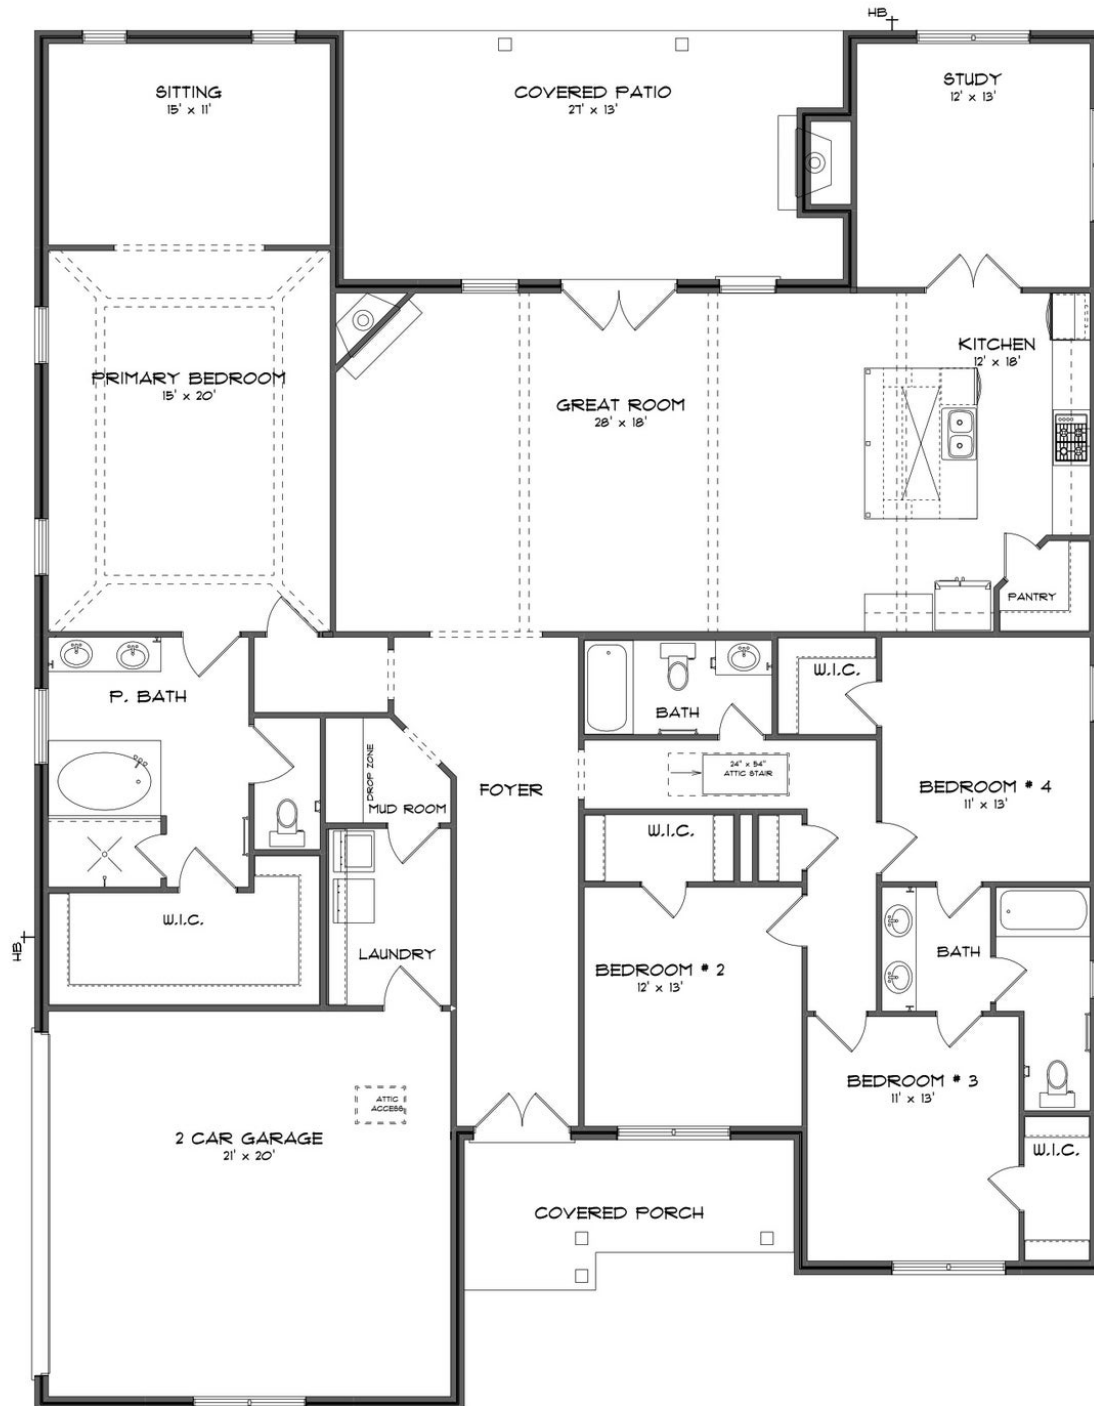 HB
SITTING
15' x 11'
COVERED PATIO
27' x 13'
STUDY
12' x 13'
KITCHEN
12' x 18'
PRIMARY BEDROOM
15' x 20'
GREAT ROOM
28' x 18'
PANTRY
P. BATH
BATH
W.I.C.
DROP ZONE
MUD ROOM
FOYER
24" x 54"
ATTIC STAIR
BEDROOM # 4
11' x 13'
W.I.C.
W.I.C.
HB
LAUNDRY
BEDROOM # 2
12' x 13'
BATH
BEDROOM # 3
11' x 13'
ATTIC
ACCESS
2 CAR GARAGE
21' x 20'
W.I.C.
COVERED PORCH